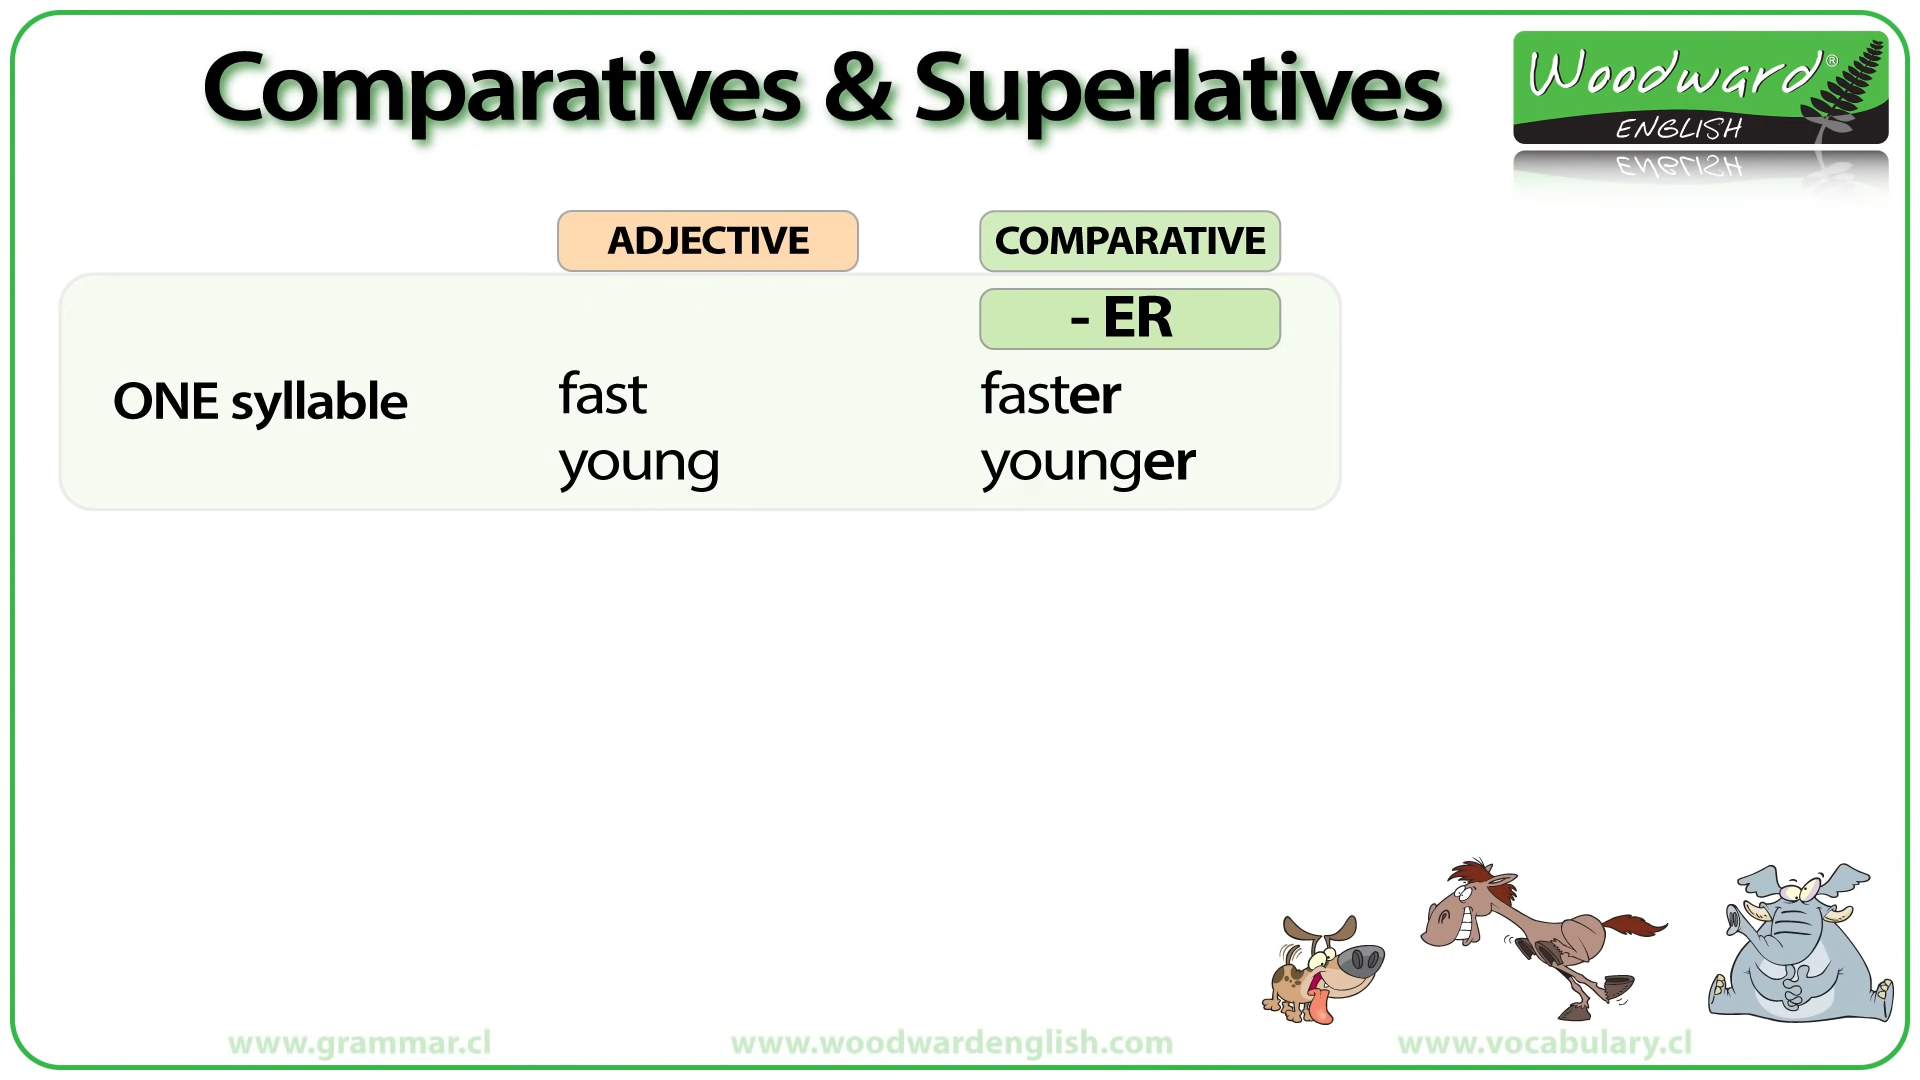 Comparatives & Superlatives
Woodward®
ENGLISH
ADJECTIVE
COMPARATIVE
- ER
ONE syllable
fast
faster
young
younger
www.grammar.cl
www.woodwardenglish.com
www.vocabulary.cl